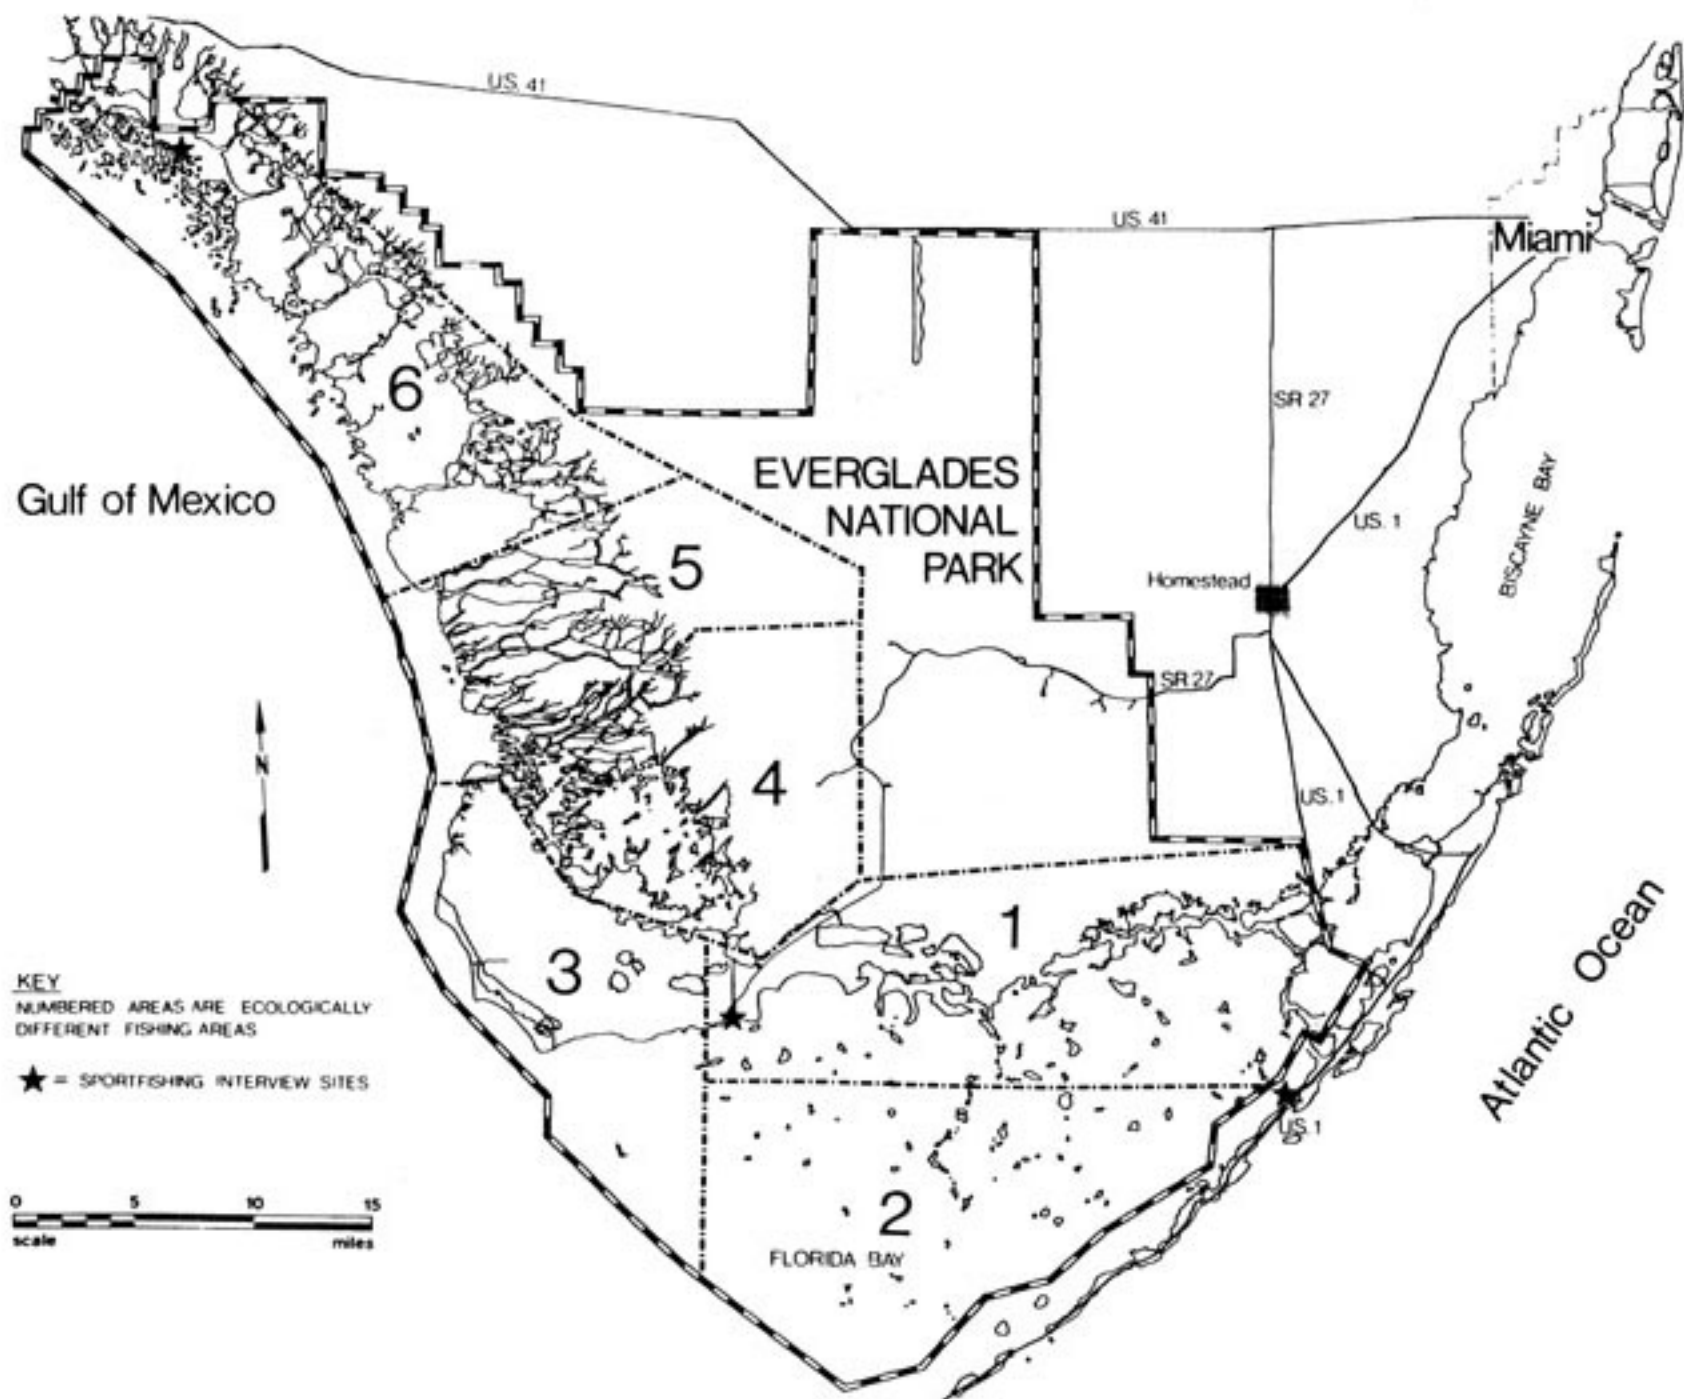 US. 41
US. 41
Miami
6
SR 27
EVERGLADES
NATIONAL
PARK
Gulf of Mexico
US. 1
BISCAYNE BAY
5
Homestead
SR 27
N
4
US. 1
1
3
Atlantic Ocean
KEY
NUMBERED AREAS ARE ECOLOGICALLY
DIFFERENT FISHING AREAS
★ = SPORTFISHING INTERVIEW SITES
US. 1
2
0 5 10 15
scale miles
FLORIDA BAY